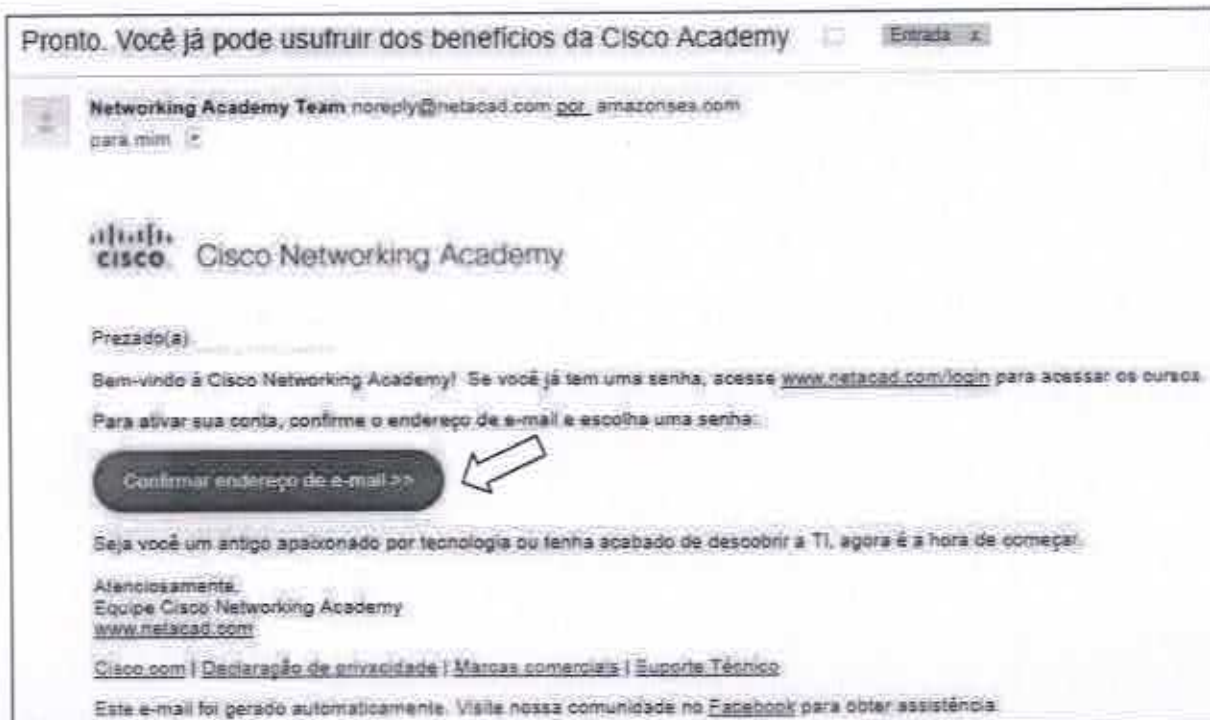 Pronto. Você já pode usufruir dos benefícios da Cisco Academy Entrada x
Networking Academy Team noreply@netacad.com por amazonses.com
para mim
CISCO. Cisco Networking Academy
Prezado(a)
Bem-vindo à Cisco Networking Academy! Se você já tem uma senha, acesse www.netacad.com/login para acessar os cursos.
Para ativar sua conta, confirme o endereço de e-mail e escolha uma senha:
Confirmar endereço de e-mail >>
Seja você um antigo apaixonado por tecnologia ou tenha acabado de descobrir a TI, agora é a hora de começar.
Atenciosamente,
Equipe Cisco Networking Academy
www.netacad.com
Cisco.com | Declaração de privacidade | Marcas comerciais | Suporte Técnico
Este e-mail foi gerado automaticamente. Visite nossa comunidade no Facebook para obter assistência.